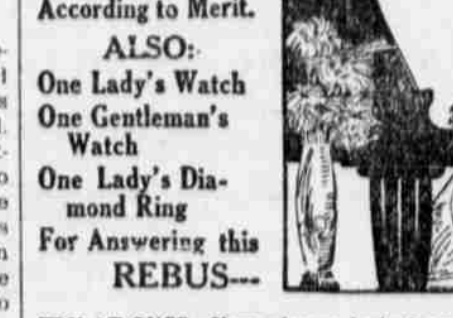 According to Merit.
ALSO:
One Lady's Watch
One Gentleman's
Watch
One Lady's Dia-
mond Ring
For Answering this
REBUS---